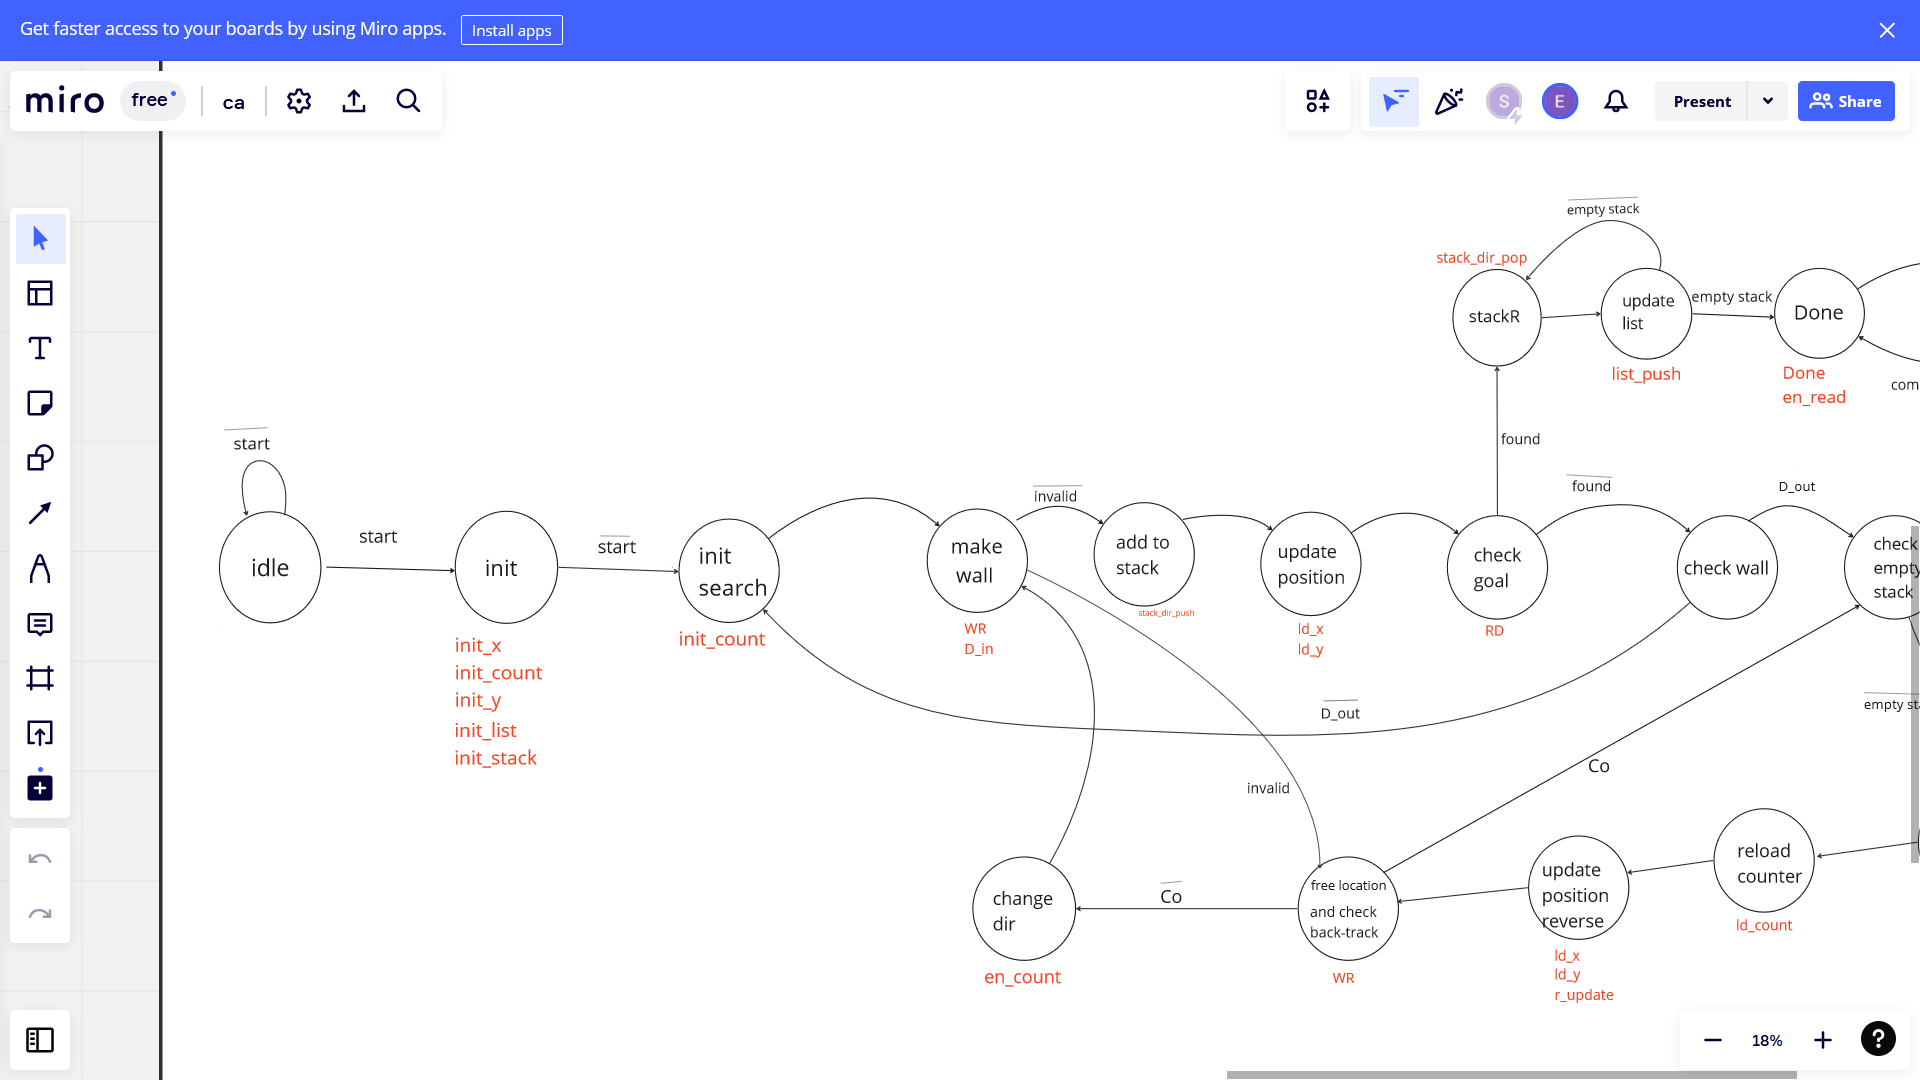 Get faster access to your boards by using Miro apps.
Install apps
miro
free
ca
S
E
Present
Share
empty stack
stack_dir_pop
stackR
update
list
empty stack
Done
list_push
Done
en_read
com
found
start
idle
start
init
start
init
search
init_count
init_x
init_count
init_y
init_list
init_stack
make
wall
WR
D_in
invalid
add to
stack
stack_dir_push
update
position
ld_x
ld_y
check
goal
RD
found
check wall
D_out
check
empty
stack
D_out
empty sta
Co
invalid
change
dir
en_count
Co
free location
and check
back-track
WR
update
position
reverse
ld_x
ld_y
r_update
reload
counter
ld_count
18%
?